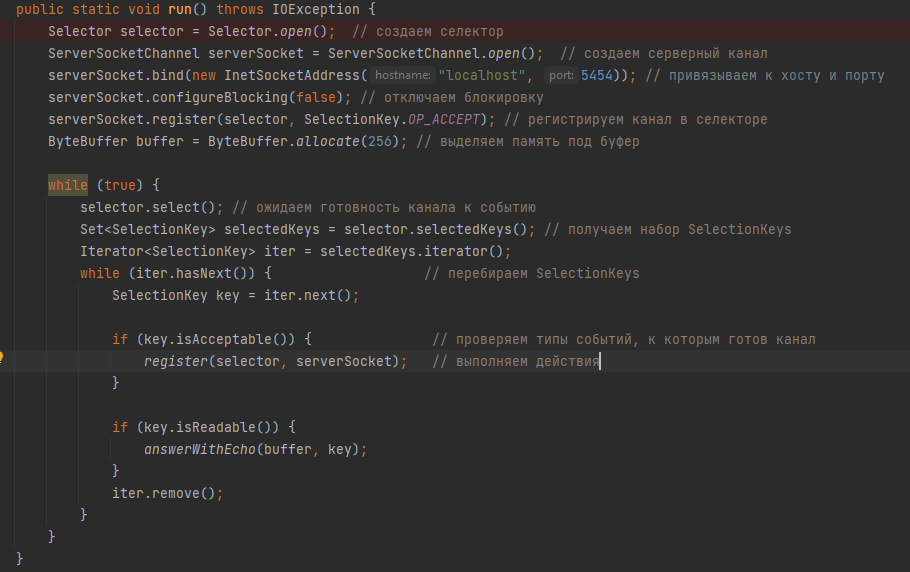 public static void run() throws IOException {
Selector selector = Selector.open(); // создаем селектор
ServerSocketChannel serverSocket = ServerSocketChannel.open(); // создаем серверный канал
serverSocket.bind(new InetSocketAddress( hostname: "localhost", port: 5454)); // привязываем к хосту и порту
serverSocket.configureBlocking(false); // отключаем блокировку
serverSocket.register(selector, SelectionKey.OP_ACCEPT); // регистрируем канал в селекторе
ByteBuffer buffer = ByteBuffer.allocate(256); // выделяем память под буфер
while (true) {
selector.select(); // ожидаем готовность канала к событию
Set<SelectionKey> selectedKeys = selector.selectedKeys(); // получаем набор SelectionKeys
Iterator<SelectionKey> iter = selectedKeys.iterator();
while (iter.hasNext()) { // перебираем SelectionKeys
SelectionKey key = iter.next();
if (key.isAcceptable()) { // проверяем типы событий, к которым готов канал
register(selector, serverSocket); // выполняем действия
}
if (key.isReadable()) {
answerWithEcho(buffer, key);
}
iter.remove();
}
}
}